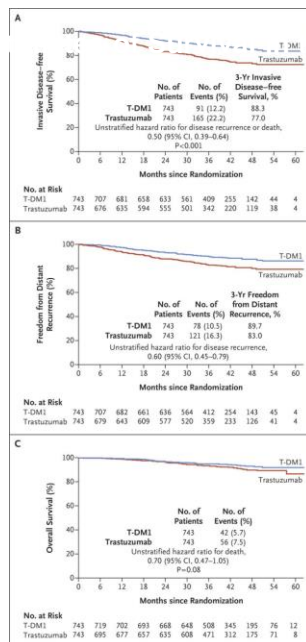 A
100
T-DM1
80
Trastuzumab
60
40
20
0
Invasive Disease–free
Survival (%)
No. of
Patients
No. of
Events (%)
3-Yr Invasive
Disease-free
Survival, %
T-DM1 743 91 (12.2) 88.3
Trastuzumab 743 165 (22.2) 77.0
Unstratified hazard ratio for disease recurrence or death,
0.50 (95% CI, 0.39–0.64)
P<0.001
0 6 12 18 24 30 36 42 48 54 60
Months since Randomization
No. at Risk
T-DM1 743 707 681 658 633 561 409 255 142 44 4
Trastuzumab 743 676 635 594 555 501 342 220 119 38 4
B
100
T-DM1
80
Trastuzumab
60
40
20
0
Freedom from Distant
Recurrence (%)
No. of
Patients
No. of
Events (%)
3-Yr Freedom
from Distant
Recurrence, %
T-DM1 743 78 (10.5) 89.7
Trastuzumab 743 121 (16.3) 83.0
Unstratified hazard ratio for disease recurrence,
0.60 (95% CI, 0.45–0.79)
0 6 12 18 24 30 36 42 48 54 60
Months since Randomization
No. at Risk
T-DM1 743 707 682 661 636 564 412 254 143 45 4
Trastuzumab 743 679 643 609 577 520 359 233 126 41 4
C
100
T-DM1
80
Trastuzumab
60
40
20
0
Overall Survival (%)
No. of
Patients
No. of
Events (%)
T-DM1 743 42 (5.7)
Trastuzumab 743 56 (7.5)
Unstratified hazard ratio for death,
0.70 (95% CI, 0.47–1.05)
P=0.08
0 6 12 18 24 30 36 42 48 54 60
Months since Randomization
No. at Risk
T-DM1 743 719 702 693 668 648 508 345 195 76 12
Trastuzumab 743 695 677 657 635 608 471 312 175 71 8